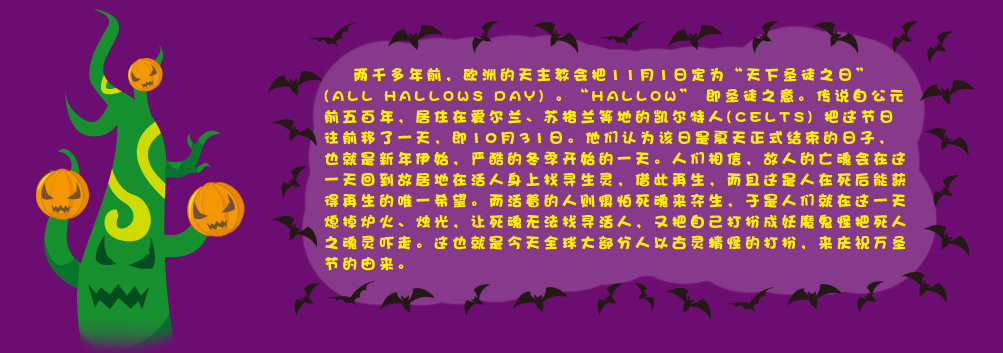 两千多年前，欧洲的天主教会把11月1日定为“天下圣徒之日”
(ALL HALLOWS DAY) 。“HALLOW” 即圣徒之意。传说自公元
前五百年，居住在爱尔兰、苏格兰等地的凯尔特人(CELTS) 把这节日
往前移了一天，即10月31日。他们认为该日是夏天正式结束的日子，
也就是新年伊始，严酷的冬季开始的一天。人们相信，故人的亡魂会在这
一天回到故居地在活人身上找寻生灵，借此再生，而且这是人在死后能获
得再生的唯一希望。而活着的人则惧怕死魂来夺生，于是人们就在这一天
熄掉炉火、烛光，让死魂无法找寻活人，又把自己打扮成妖魔鬼怪把死人
之魂灵吓走。这也就是今天全球大部分人以古灵精怪的打扮，来庆祝万圣
节的由来。